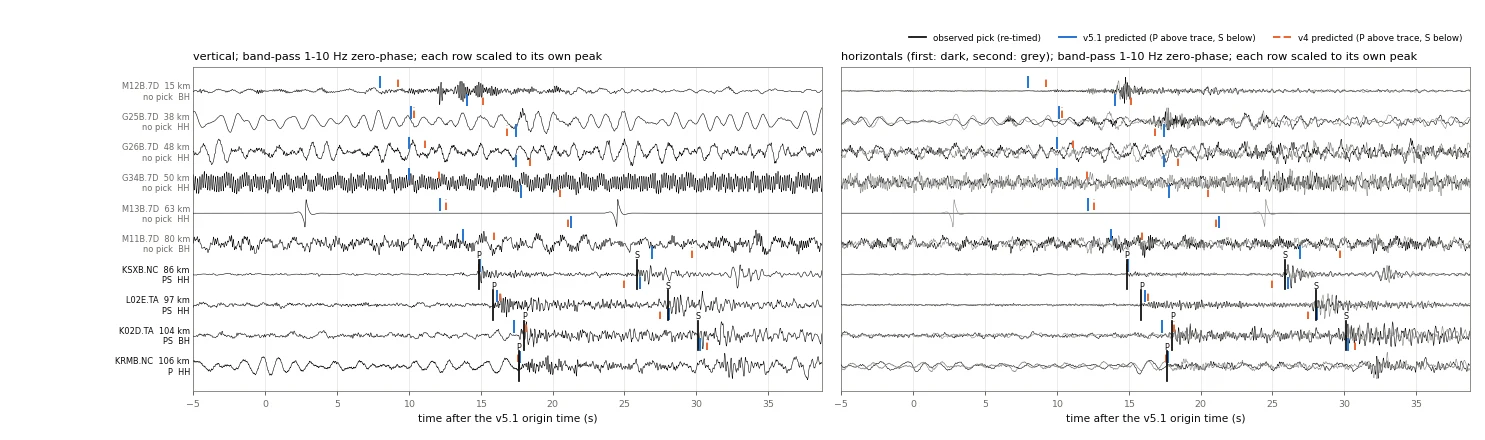 observed pick (re-timed)
v5.1 predicted (P above trace, S below)
v4 predicted (P above trace, S below)
vertical; band-pass 1-10 Hz zero-phase; each row scaled to its own peak
horizontals (first: dark, second: grey); band-pass 1-10 Hz zero-phase; each row scaled to its own peak
M12B.7D 15 km
no pick BH
G25B.7D 38 km
no pick HH
G26B.7D 48 km
no pick HH
G34B.7D 50 km
no pick HH
M13B.7D 63 km
no pick HH
M11B.7D 80 km
no pick BH
KSXB.NC 86 km
PS HH
L02E.TA 97 km
PS HH
K02D.TA 104 km
PS BH
KRMB.NC 106 km
P HH
P S
P S
P S
P
P S
P S
P S
P
−5 0 5 10 15 20 25 30 35
time after the v5.1 origin time (s)
−5 0 5 10 15 20 25 30 35
time after the v5.1 origin time (s)